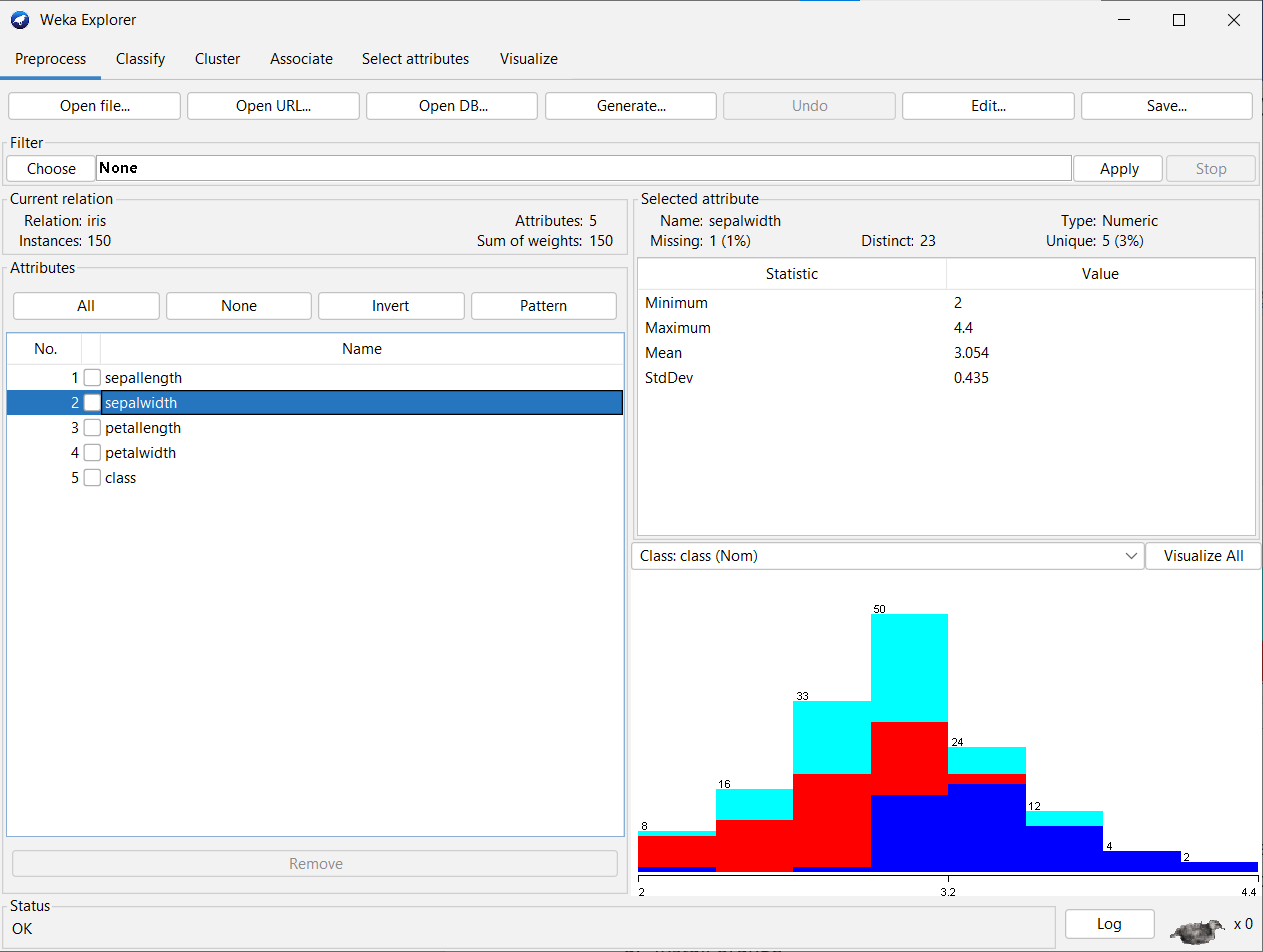 Weka Explorer
Preprocess Classify Cluster Associate Select attributes Visualize
Open file... Open URL... Open DB... Generate... Undo Edit... Save...
Filter
Choose None Apply Stop
Current relation
Relation: iris Attributes: 5
Instances: 150 Sum of weights: 150
Attributes
All None Invert Pattern
No. Name
1 sepallength
2 sepalwidth
3 petallength
4 petalwidth
5 class
Remove
Selected attribute
Name: sepalwidth Type: Numeric
Missing: 1 (1%) Distinct: 23 Unique: 5 (3%)
Statistic Value
Minimum 2
Maximum 4.4
Mean 3.054
StdDev 0.435
Class: class (Nom) Visualize All
50
33
24
16
12
8
4
2
2 3.2 4.4
Status
OK
Log x 0